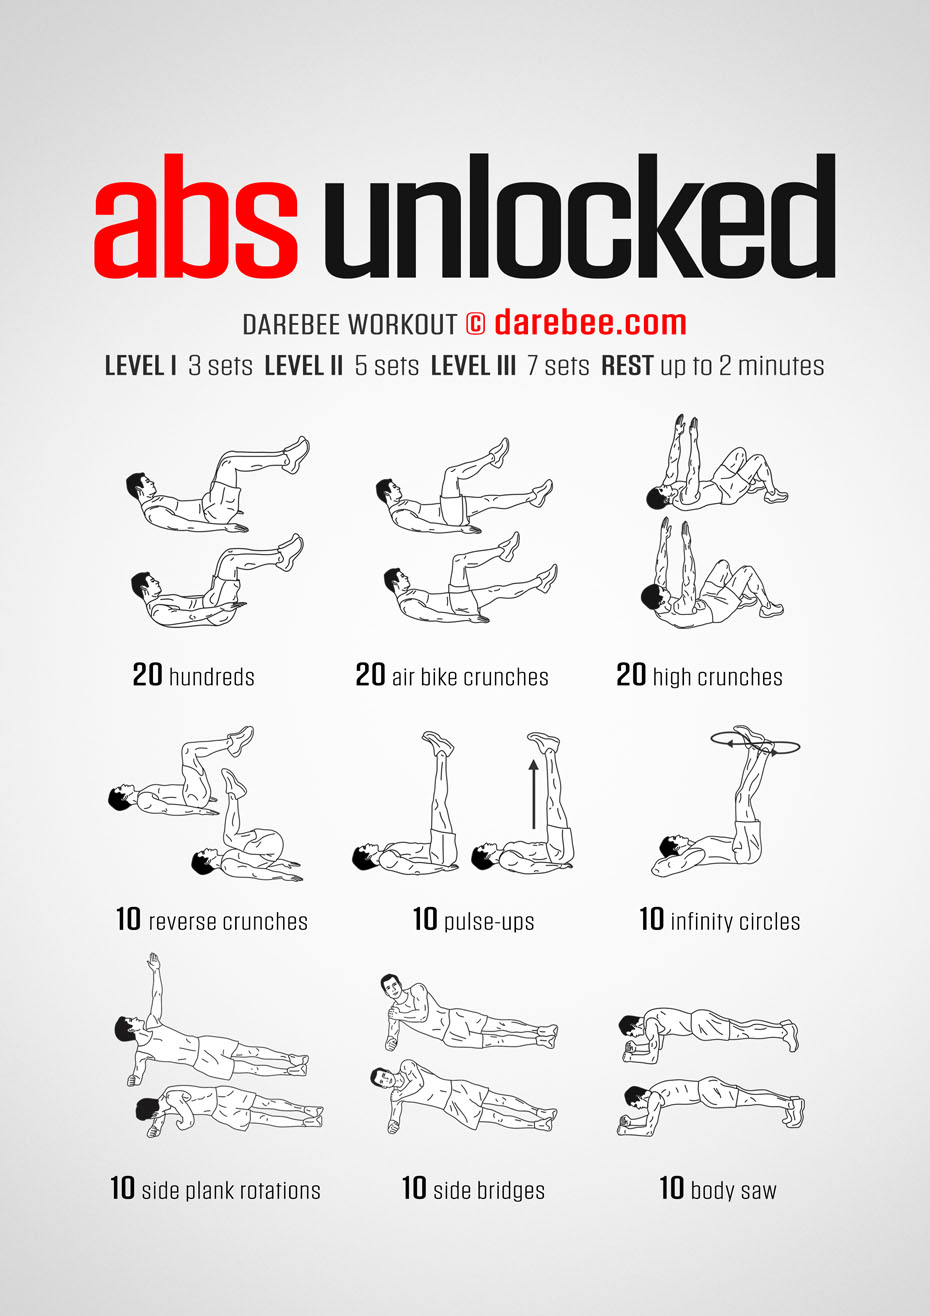 abs unlocked
DAREBEE WORKOUT © darebee.com
LEVEL I 3 sets LEVEL II 5 sets LEVEL III 7 sets REST up to 2 minutes
20 hundreds
20 air bike crunches
20 high crunches
10 reverse crunches
10 pulse-ups
10 infinity circles
10 side plank rotations
10 side bridges
10 body saw